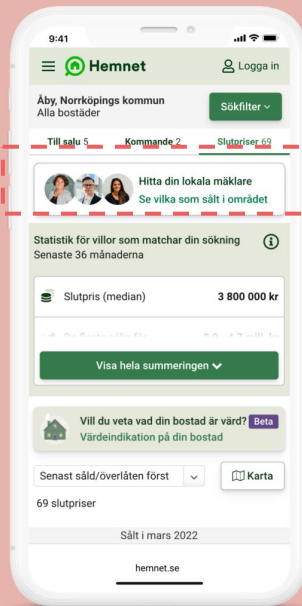 9:41
Hemnet
Logga in
Åby, Norrköpings kommun
Alla bostäder
Sökfilter
Till salu 5
Kommande 2
Slutpriser 69
Hitta din lokala mäklare
Se vilka som sålt i området
Statistik för villor som matchar din sökning
Senaste 36 månaderna
Slutpris (median)
3 800 000 kr
Visa hela summeringen
Vill du veta vad din bostad är värd? Beta
Värdeindikation på din bostad
Senast såld/överlåten först
Karta
69 slutpriser
Sålt i mars 2022
hemnet.se